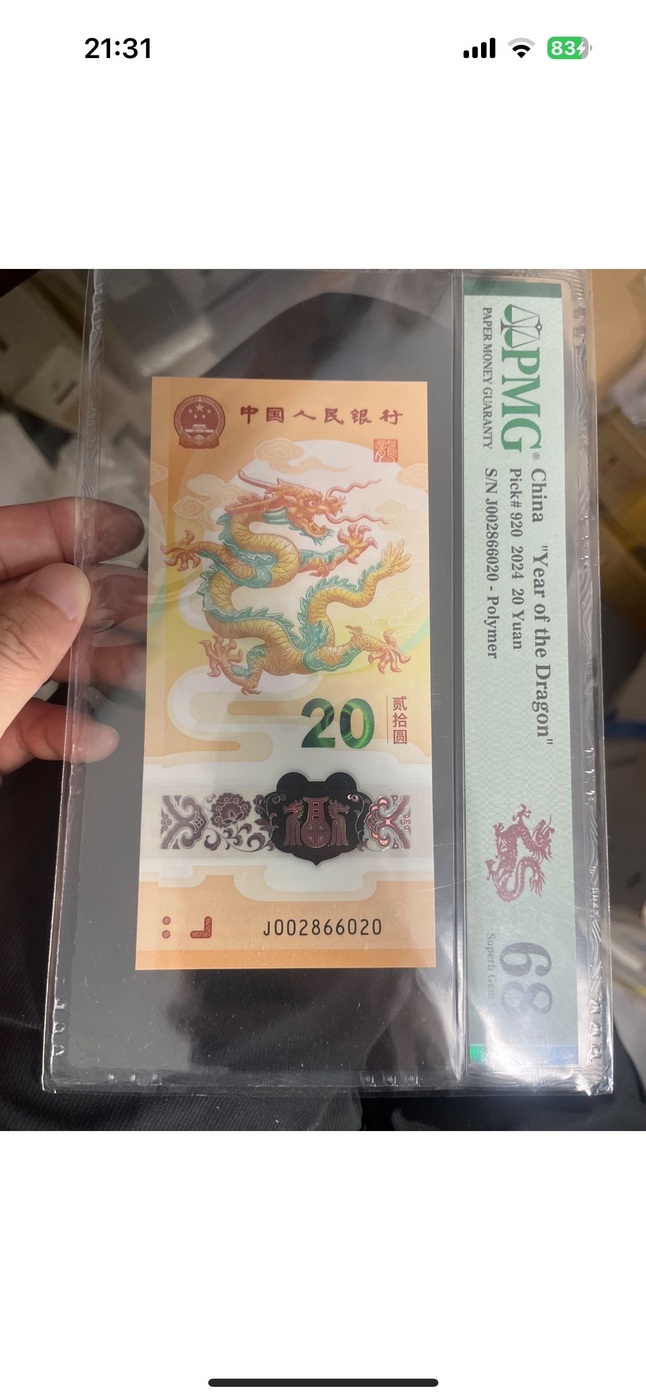 21:31
83
中国人民银行
龍
20
贰拾圆
J002866020
PMG®
PAPER MONEY GUARANTY
China "Year of the Dragon"
Pick# 920 2024 20 Yuan
S/N J002866020 - Polymer
68
Superb Gem